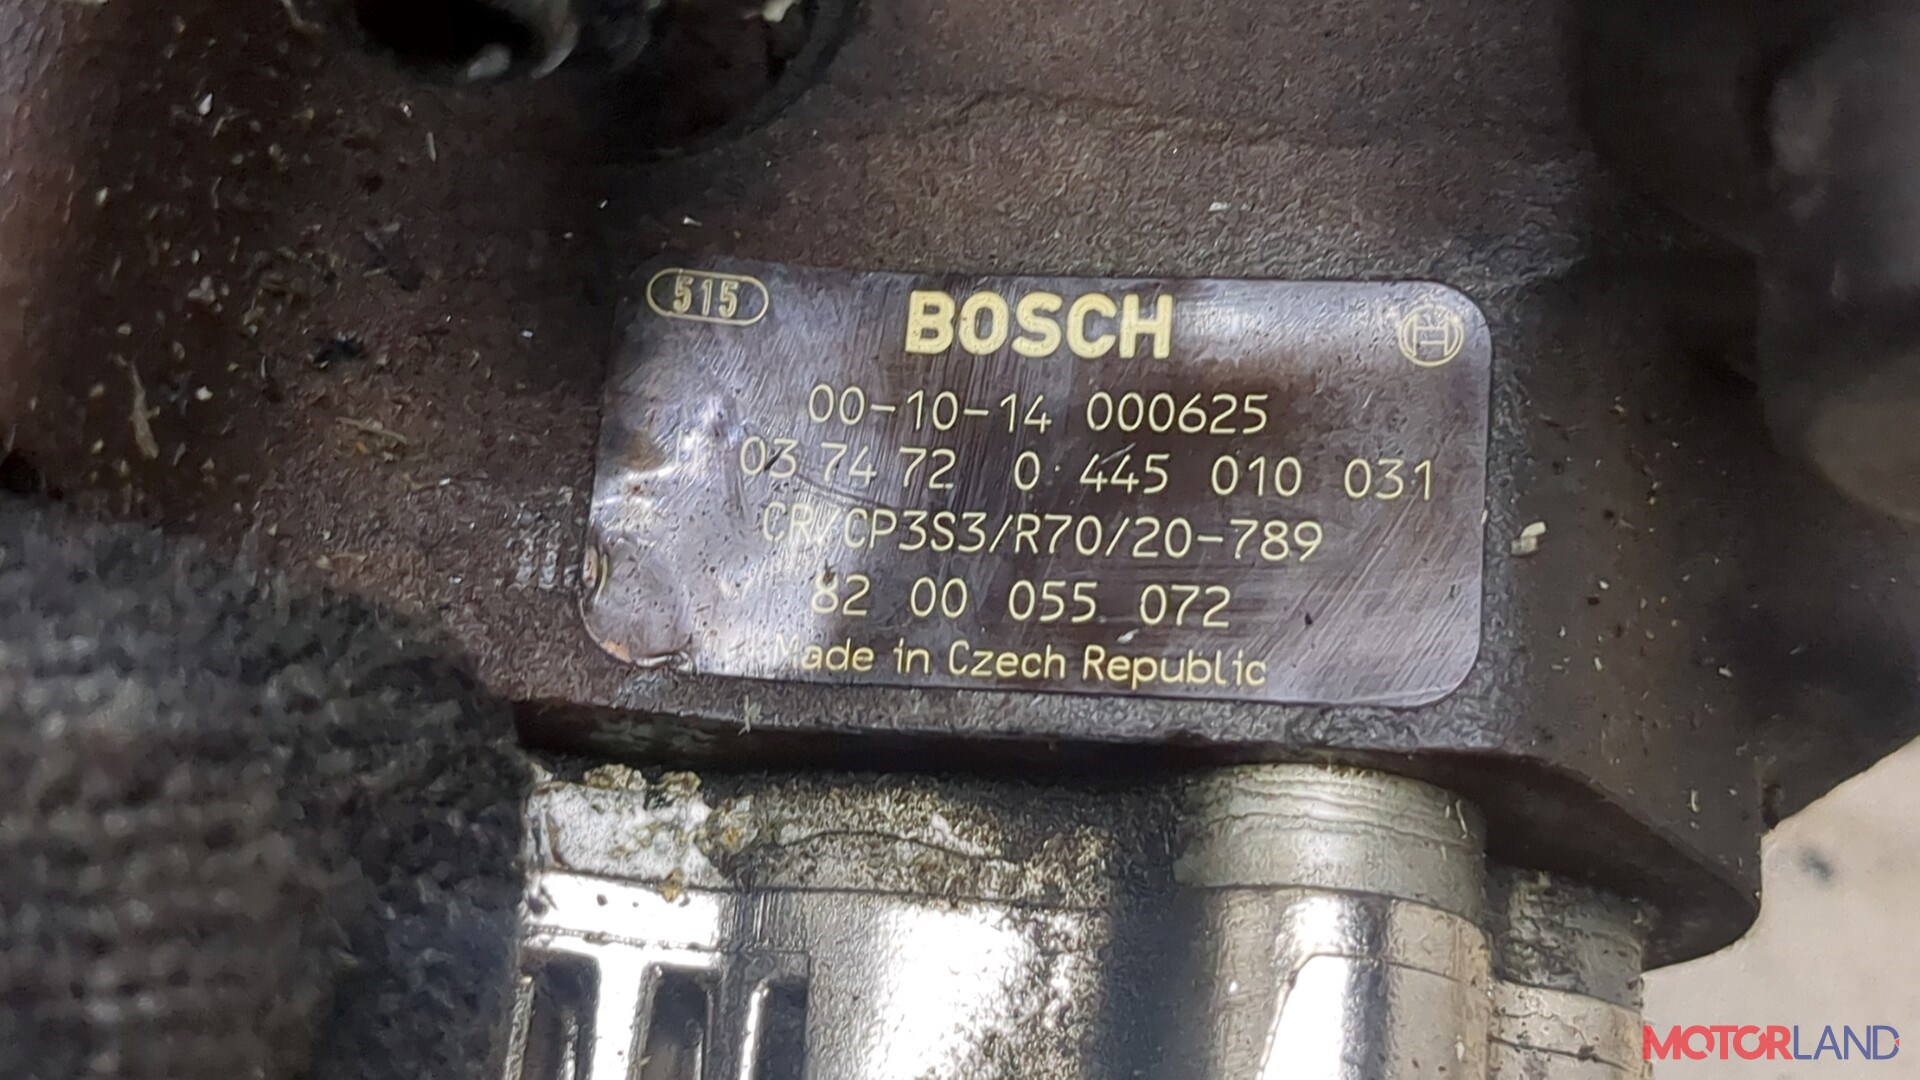 515 BOSCH
00-10-14 000625
03 74 72 0 445 010 031
CR/CP3S3/R70/20-789
82 00 055 072
Made in Czech Republic
MOTORLAND